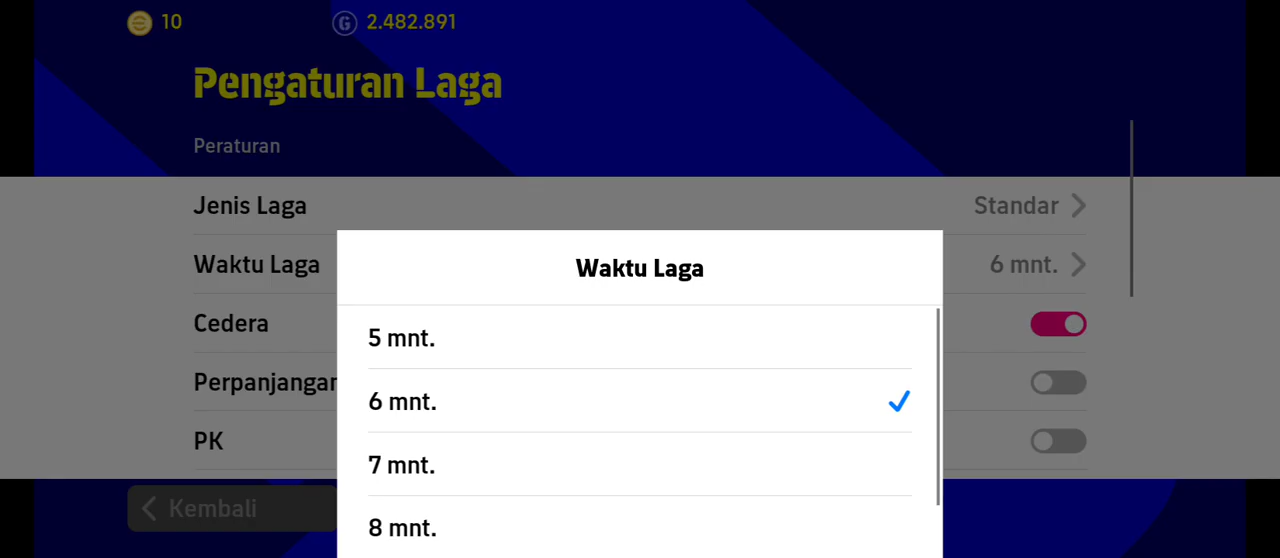 10
2.482.891
Pengaturan Laga
Peraturan
Jenis Laga
Standar
Waktu Laga
6 mnt.
Cedera
Perpanjangan
PK
Kembali
Waktu Laga
5 mnt.
6 mnt.
7 mnt.
8 mnt.